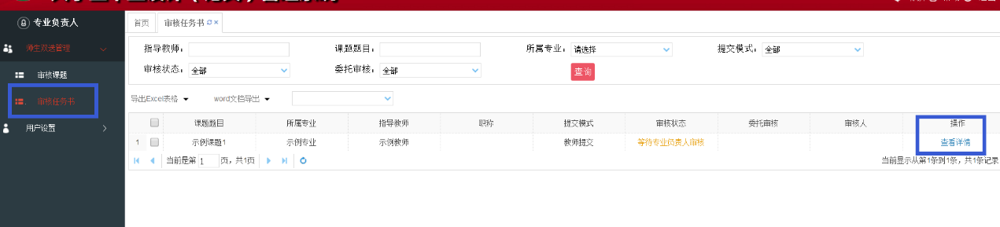 专业负责人
首页 审核任务书
师生双选管理
指导教师： 课题题目： 所属专业： 请选择 提交模式： 全部
审核状态： 全部 委托审核： 全部 查询
审核课题
导出Excel表格 word文档导出
审核任务书
课题题目 所属专业 指导教师 职称 提交模式 审核状态 委托审核 审核人 操作
用户设置
1 示例课题1 示例专业 示例教师 教师提交 等待专业负责人审核 查看详情
当前是第 1 页，共1页 当前显示从第1条到1条，共1条记录